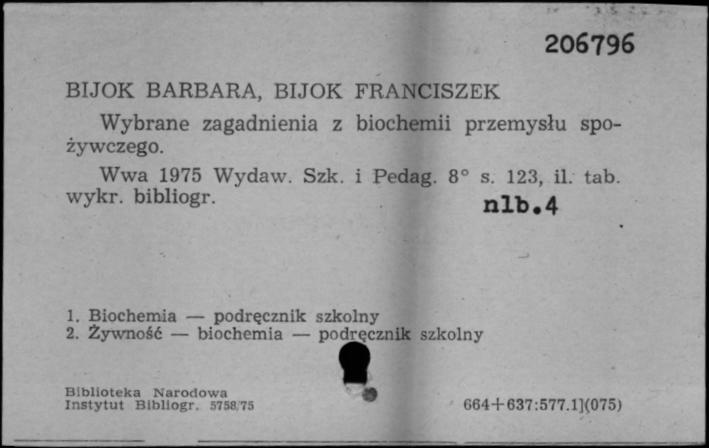 206796
BIJOK BARBARA, BIJOK FRANCISZEK
Wybrane zagadnienia z biochemii przemysłu spo-
żywczego.
Wwa 1975 Wydaw. Szk. i Pedag. 8° s. 123, il. tab.
wykr. bibliogr.
nlb.4
1. Biochemia — podręcznik szkolny
2. Żywność — biochemia — podręcznik szkolny
Biblioteka Narodowa
Instytut Bibliogr. 5758/75
664+637:577.1](075)